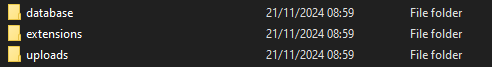 database 21/11/2024 08:59 File folder
extensions 21/11/2024 08:59 File folder
uploads 21/11/2024 08:59 File folder